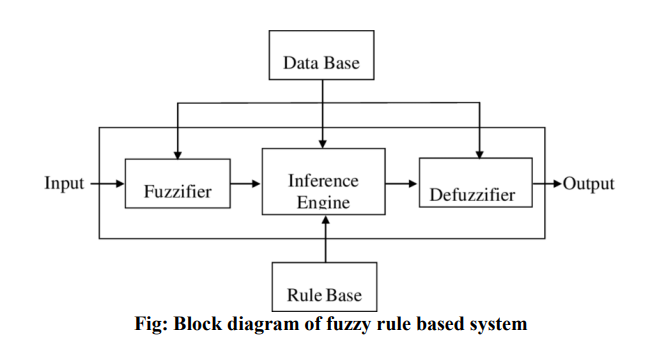 Data Base
Input
Fuzzifier
Inference
Engine
Defuzzifier
Output
Rule Base
Fig: Block diagram of fuzzy rule based system